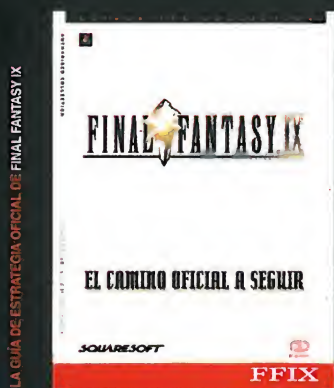 LA GUÍA DE ESTRATEGIA OFICIAL DE FINAL FANTASY IX
FINAL FANTASY IX
EL CAMINO OFICIAL A SEGUIR
SQUARESOFT
FFIX